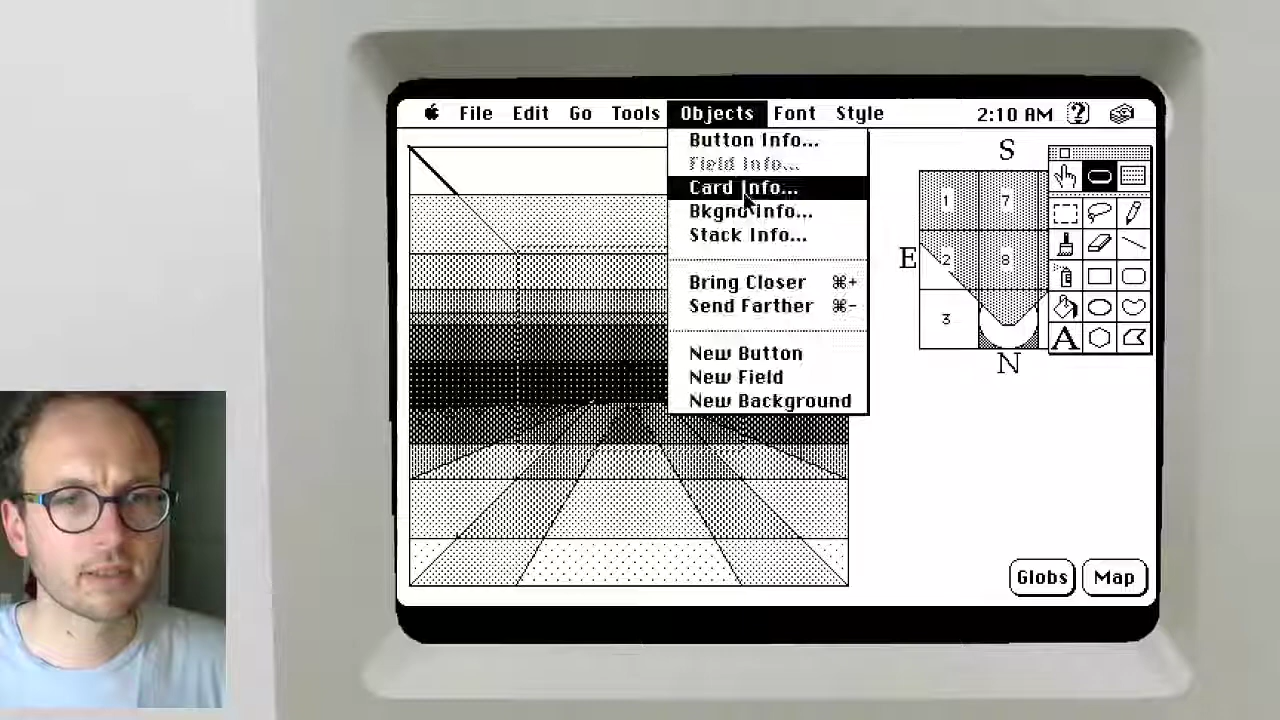 File Edit Go Tools Objects Font Style 2:10 AM
Button Info...
Field Info...
Card Info...
Bkgnd Info...
Stack Info...
Bring Closer ⌘+
Send Farther ⌘-
New Button
New Field
New Background
S
1 7
E 2 8
3
N
A
Globs Map